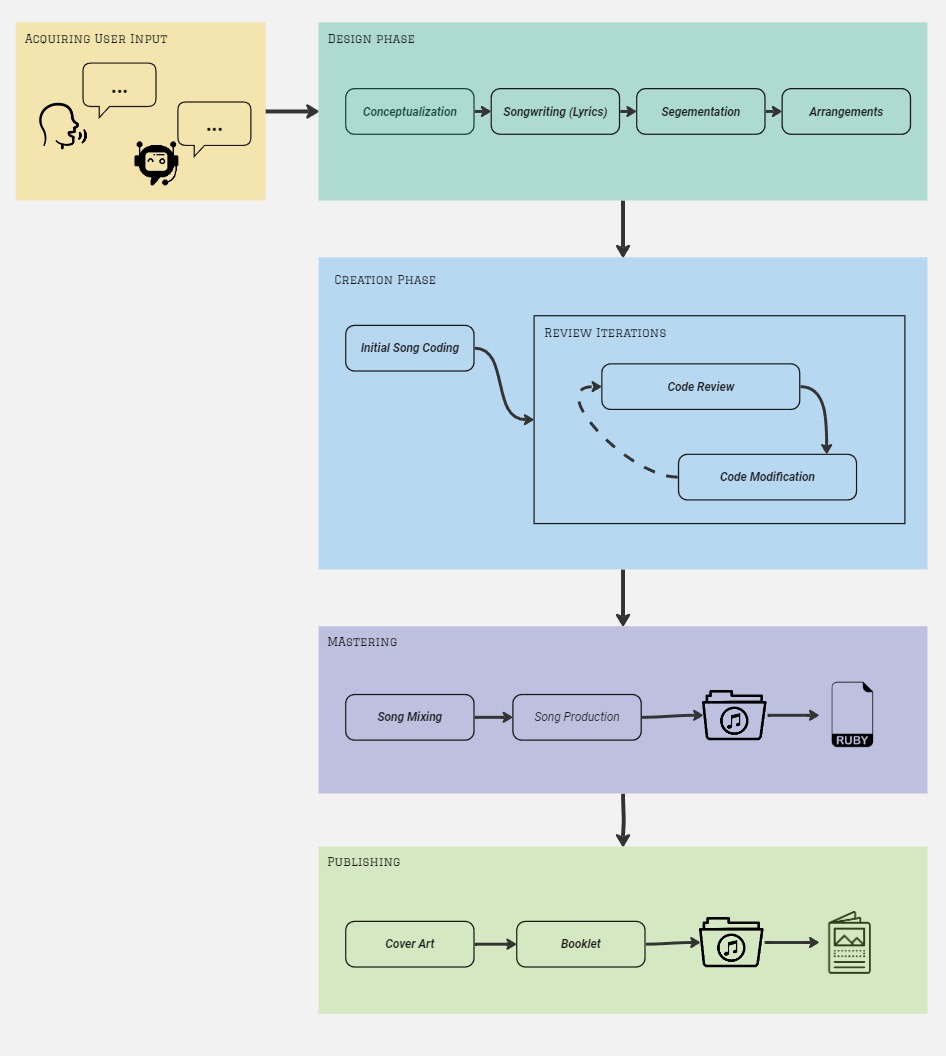 Acquiring User Input
...
...
Design phase
Conceptualization
Songwriting (Lyrics)
Segementation
Arrangements
Creation Phase
Initial Song Coding
Review Iterations
Code Review
Code Modification
MAstering
Song Mixing
Song Production
RUBY
Publishing
Cover Art
Booklet